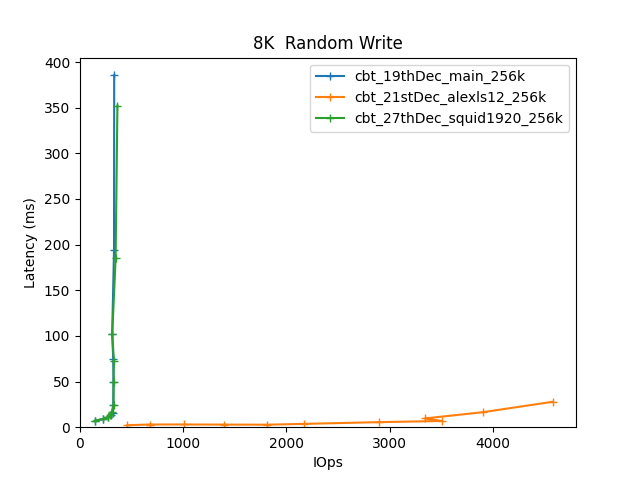 8K  Random Write
cbt_19thDec_main_256k
cbt_21stDec_alexls12_256k
cbt_27thDec_squid1920_256k
Latency (ms)
400
350
300
250
200
150
100
50
0
0
1000
2000
3000
4000
IOps